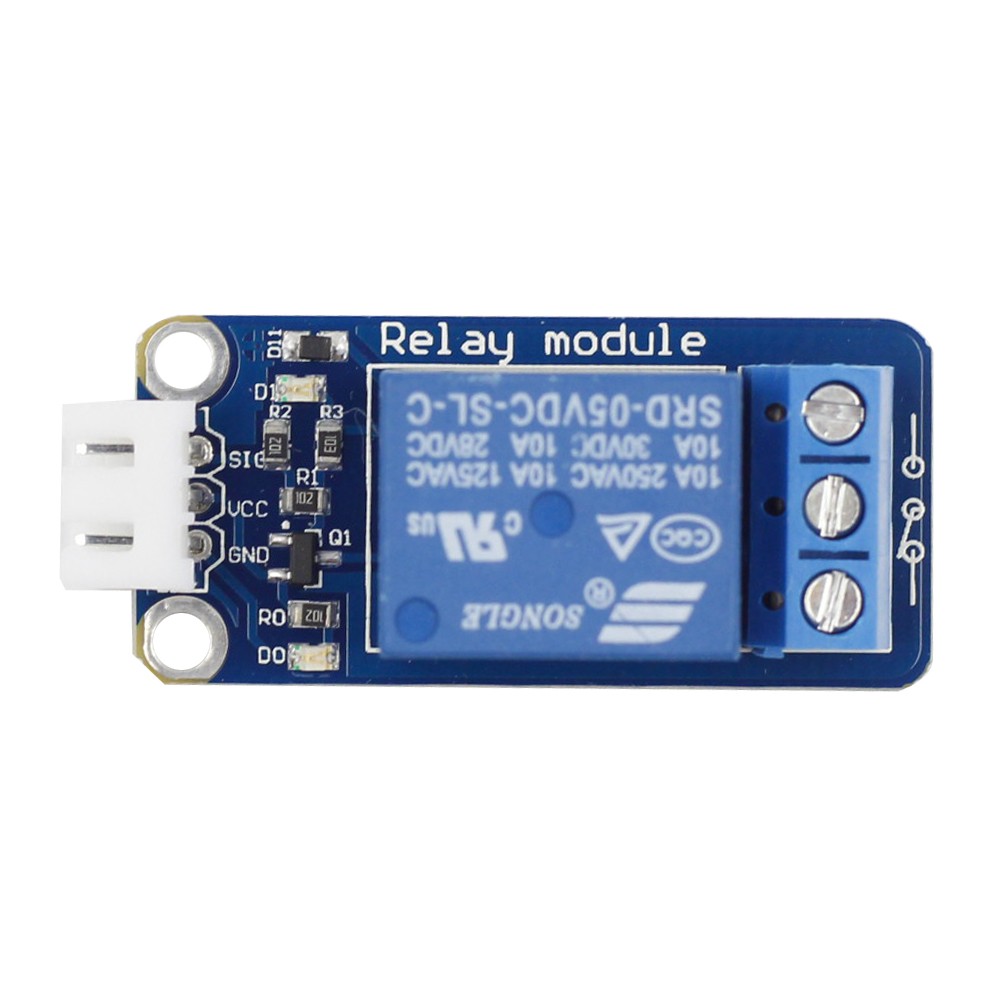 Relay module
D11
D1
R2 R3
102 103
SIG
R1
102
VCC
Q1
GND
R0
102
D0
SONGLE®
CQC
C UL US
10A 250VAC 10A 125VAC
10A 30VDC 10A 28VDC
SRD-05VDC-SL-C